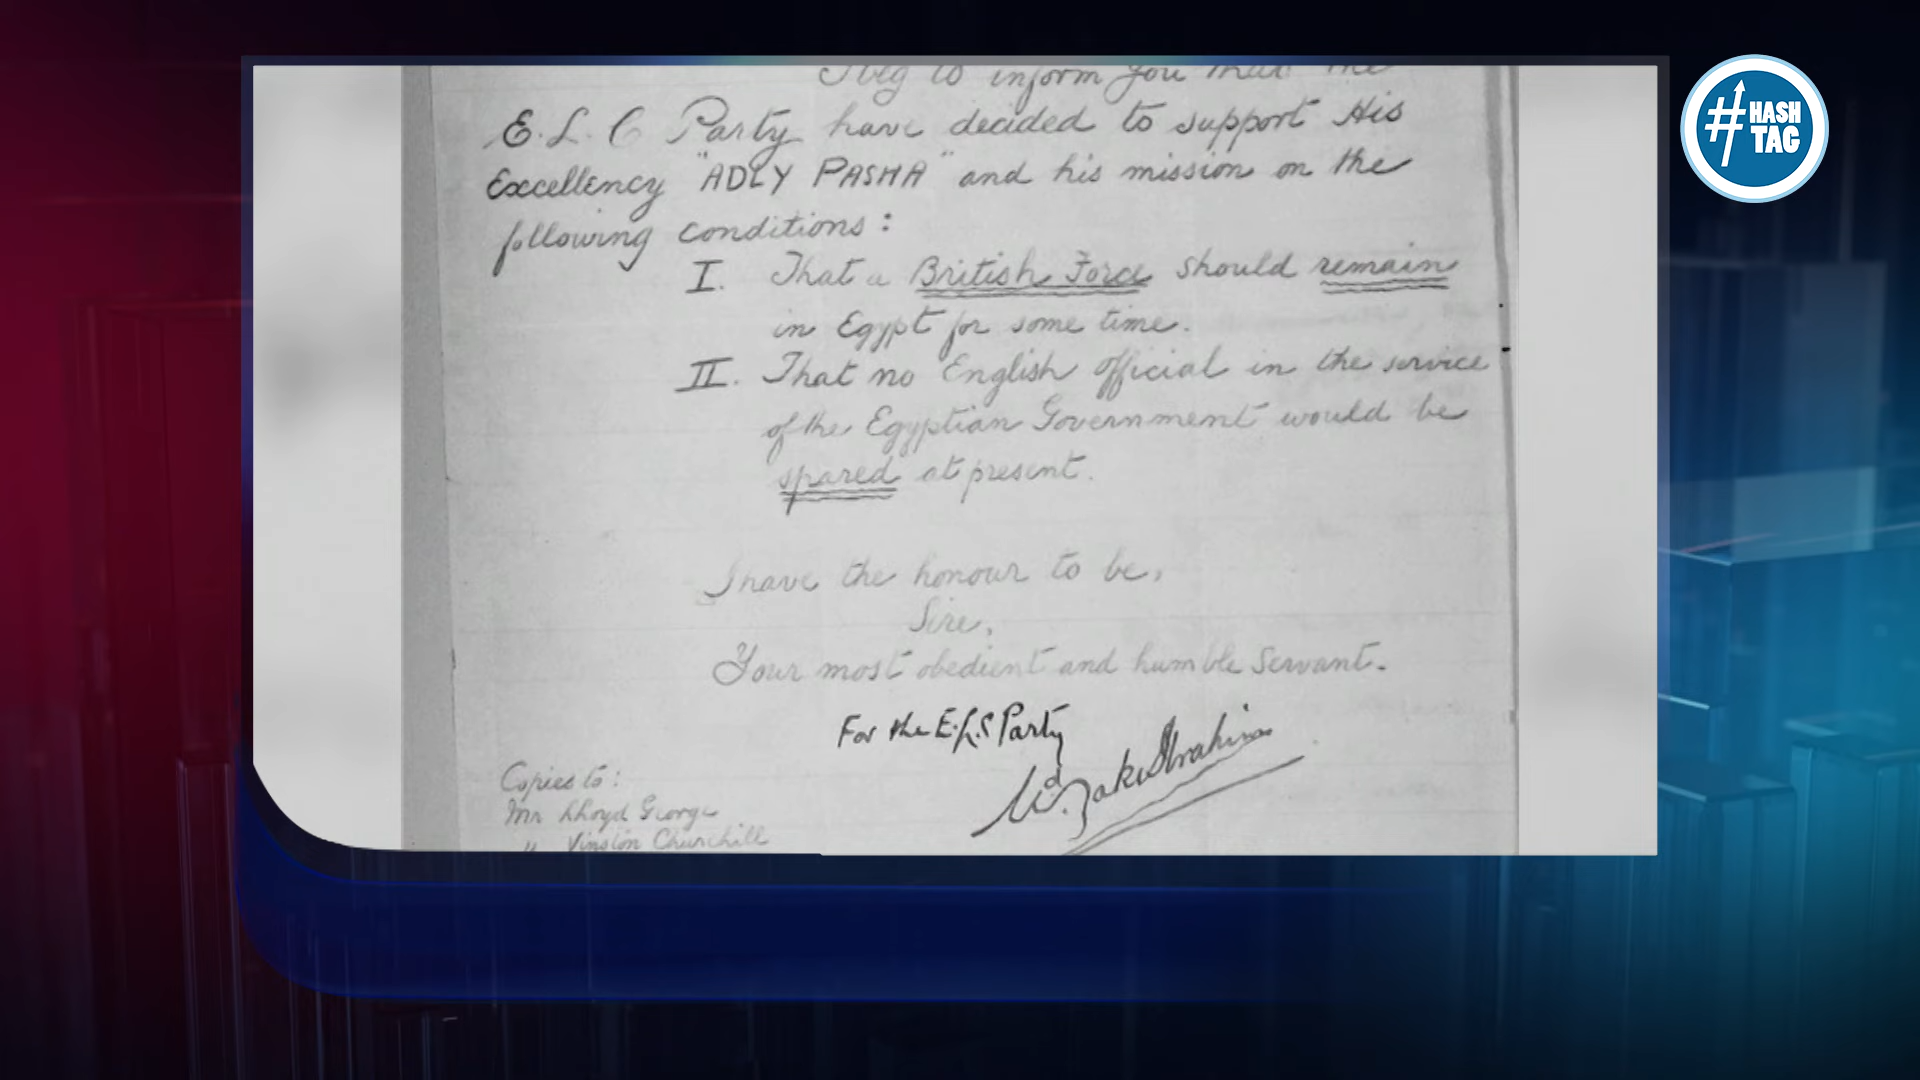 I beg to inform you that the
E. L. C Party have decided to support His
Excellency "ADLY PASHA" and his mission on the
following conditions:
I. That a British Force should remain
in Egypt for some time.
II. That no English official in the service
of the Egyptian Government would be
spared at present.
I have the honour to be,
Sire,
Your most obedient and humble Servant.
For the E.L.C Party
Zaki Ibrahim
Copies to:
Mr Lloyd George
" Vinston Churchill
#HASH
TAG